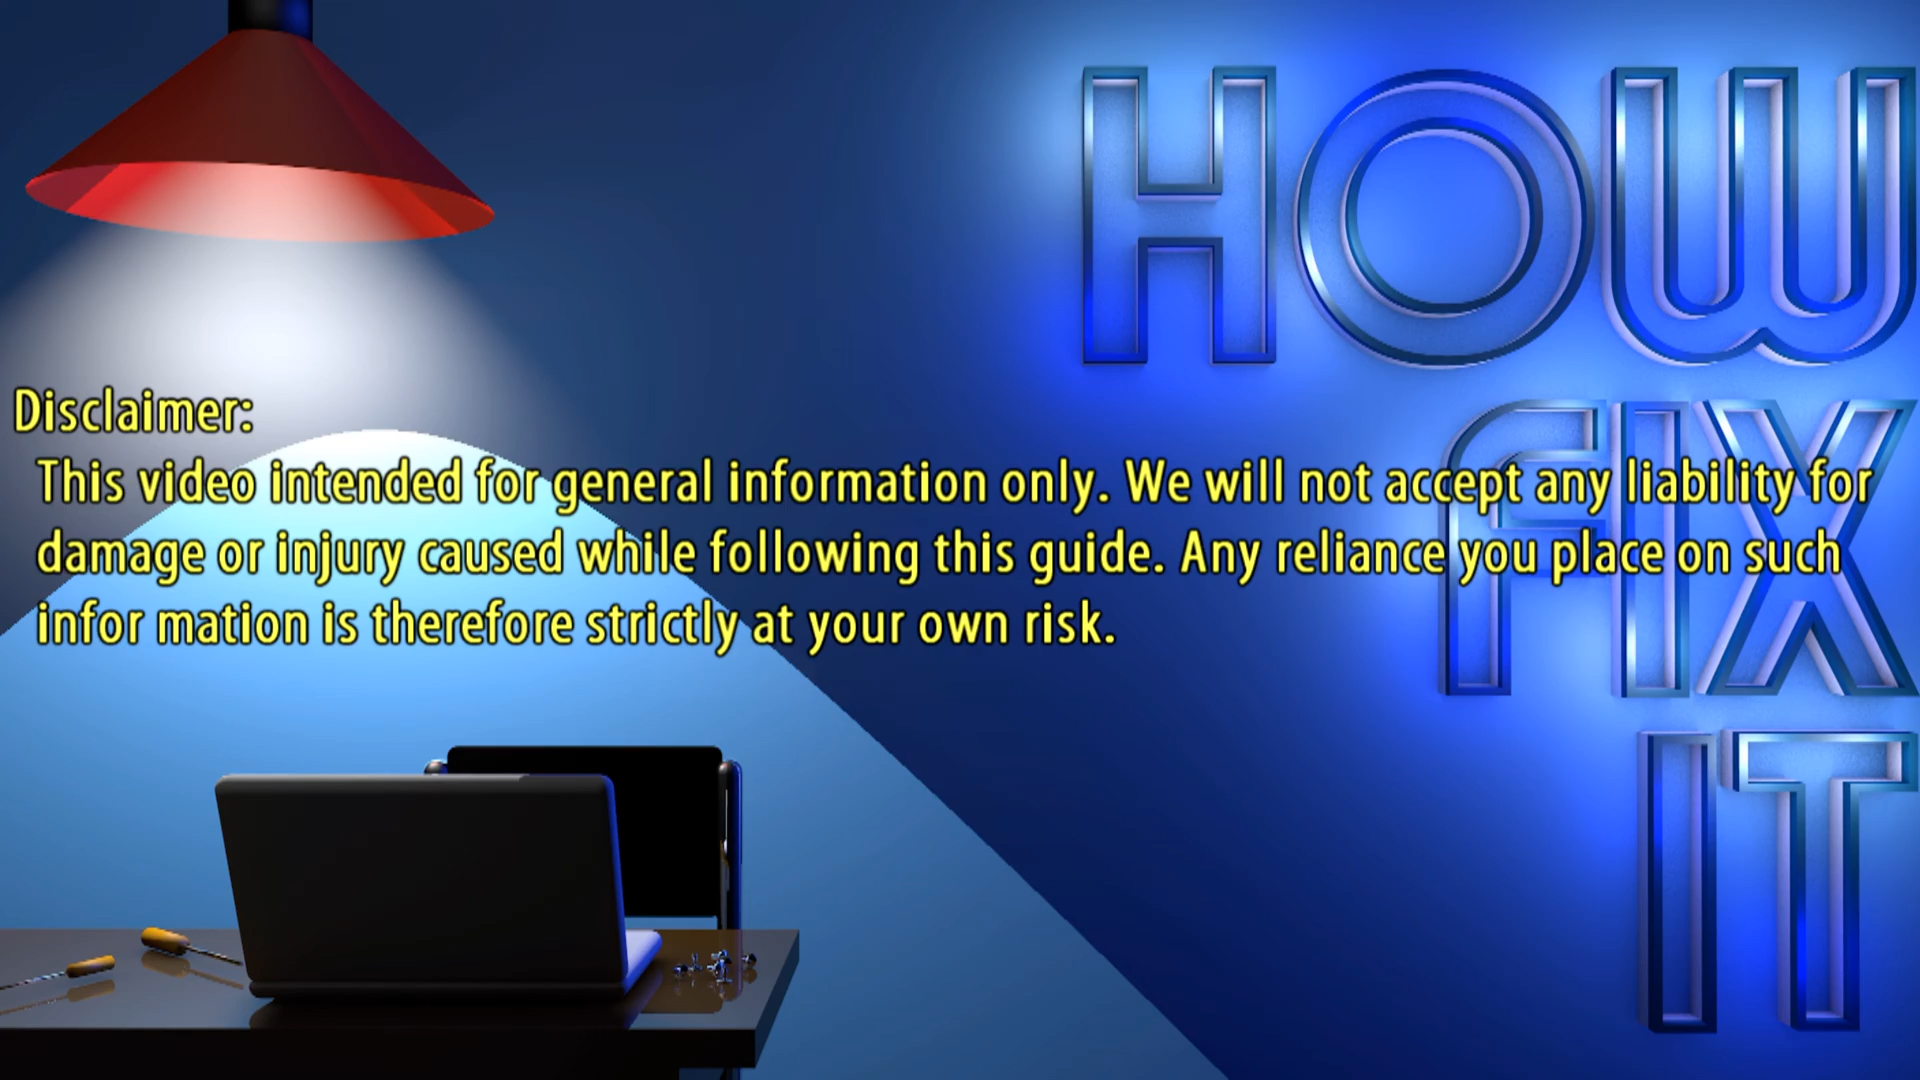 HOW
FIX
IT
Disclaimer:
This video intended for general information only. We will not accept any liability for
damage or injury caused while following this guide. Any reliance you place on such
infor mation is therefore strictly at your own risk.